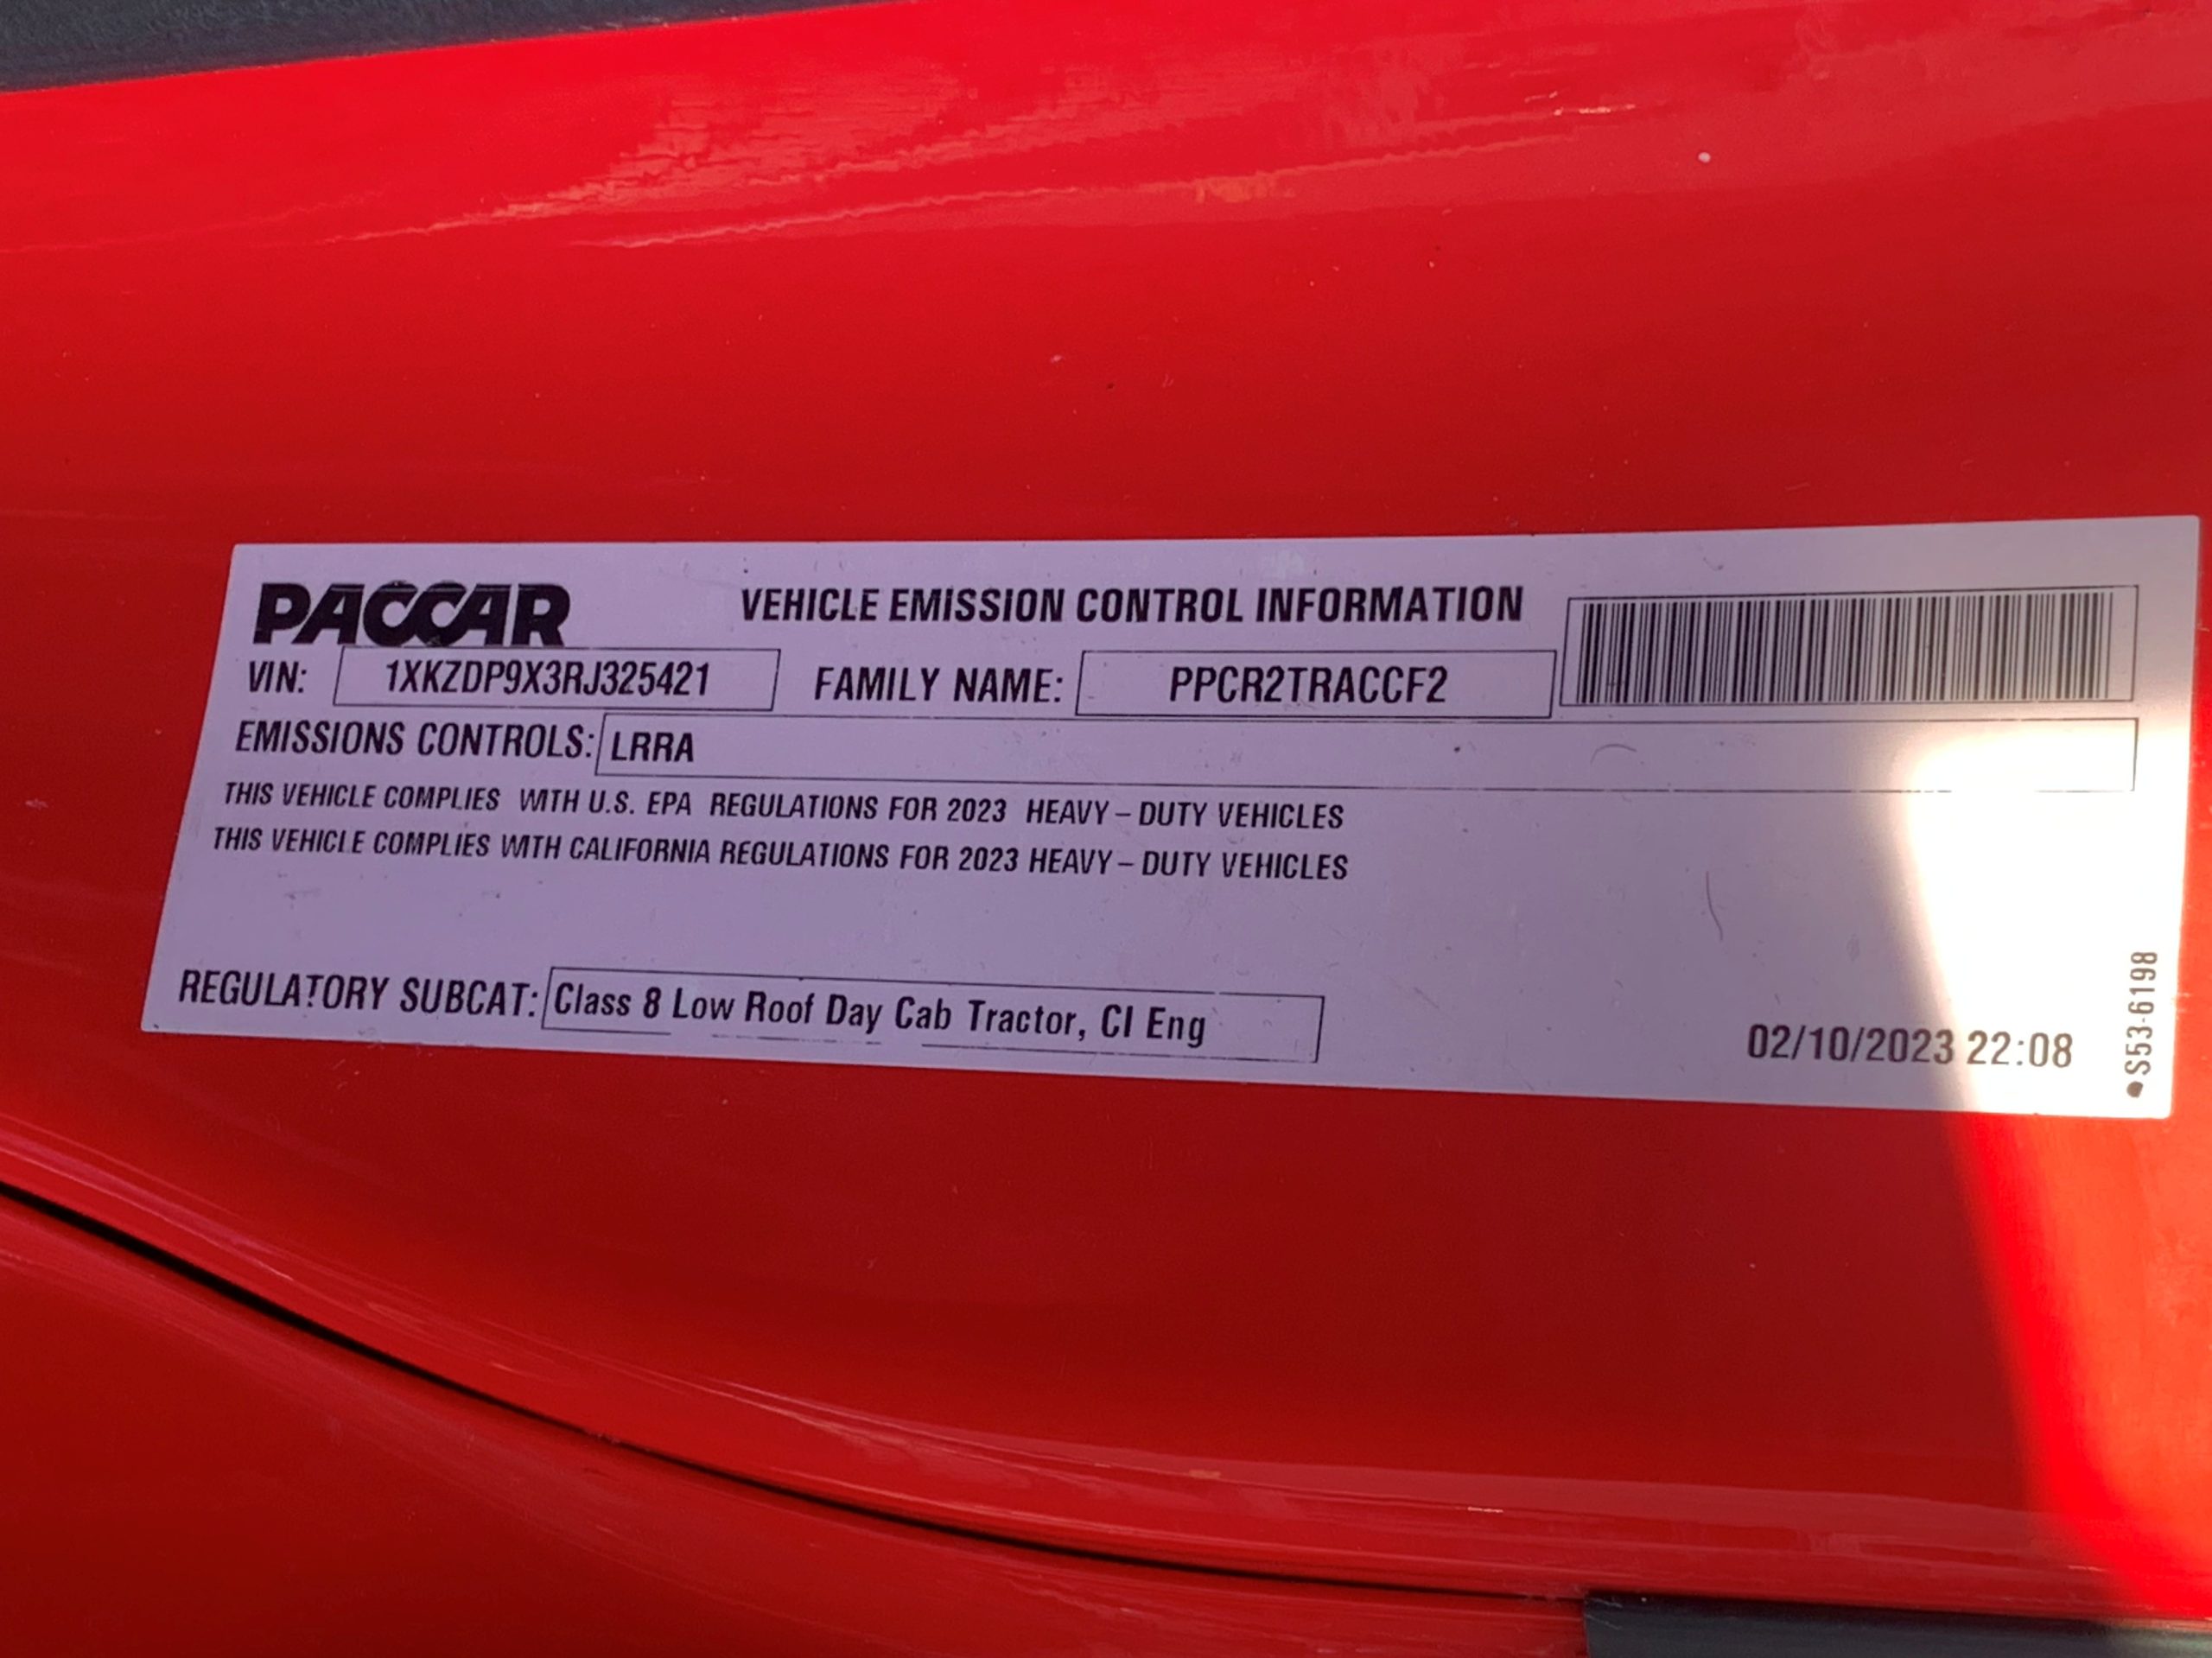 PACCAR VEHICLE EMISSION CONTROL INFORMATION
VIN: 1XKZDP9X3RJ325421 FAMILY NAME: PPCR2TRACCF2
EMISSIONS CONTROLS: LRRA
THIS VEHICLE COMPLIES WITH U.S. EPA REGULATIONS FOR 2023 HEAVY-DUTY VEHICLES
THIS VEHICLE COMPLIES WITH CALIFORNIA REGULATIONS FOR 2023 HEAVY-DUTY VEHICLES
REGULATORY SUBCAT: Class 8 Low Roof Day Cab Tractor, CI Eng
02/10/2023 22:08
•S53-6198